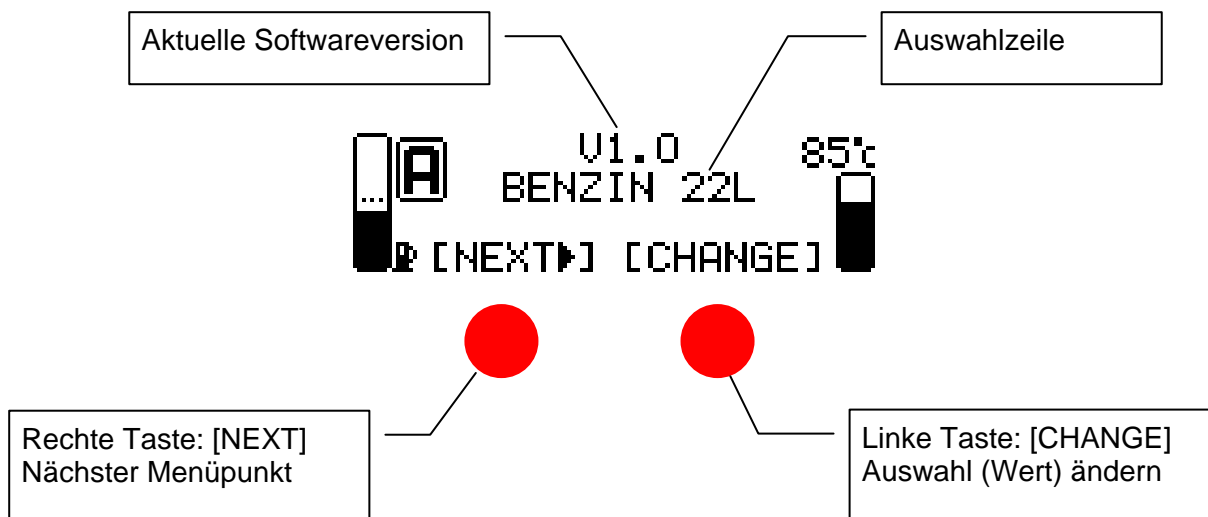 Aktuelle Softwareversion
Auswahlzeile
A
V1.0
85°c
...
BENZIN 22L
[NEXT▶] [CHANGE]
Rechte Taste: [NEXT]
Nächster Menüpunkt
Linke Taste: [CHANGE]
Auswahl (Wert) ändern